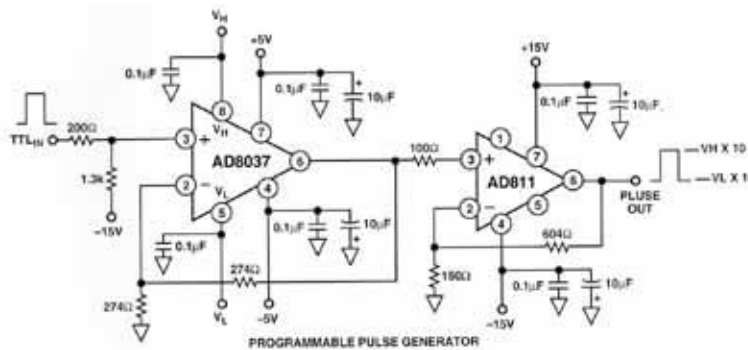 VH
+5V
0.1µF
0.1µF
10µF
+
8
VH
7
TTLIN
200Ω
3
+
AD8037
6
1.3k
-15V
2
−
VL
5
4
0.1µF
0.1µF
10µF
+
274Ω
274Ω
VL
-5V
+15V
0.1µF
10µF
+
1
7
100Ω
3
+
AD811
6
VH X 10
VL X 1
PLUSE
OUT
2
−
5
4
604Ω
150Ω
0.1µF
10µF
+
-15V
PROGRAMMABLE PULSE GENERATOR